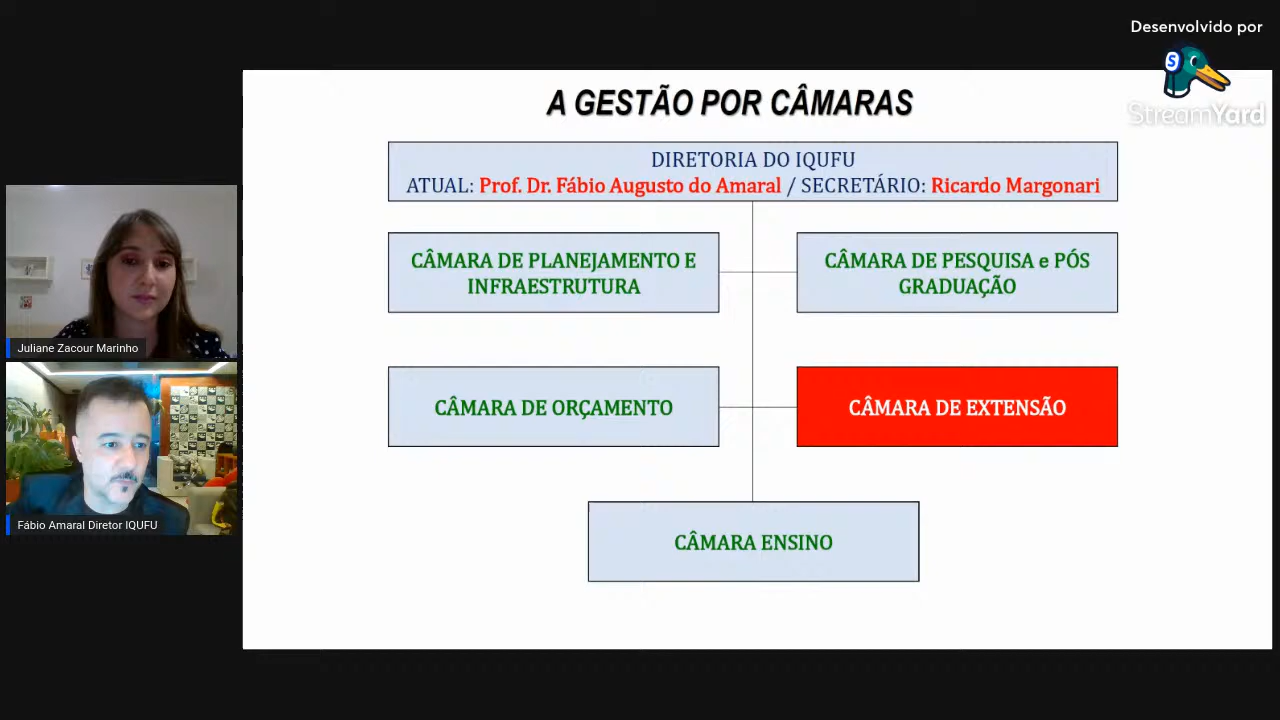 Desenvolvido por
S
StreamYard
A GESTÃO POR CÂMARAS
DIRETORIA DO IQUFU
ATUAL: Prof. Dr. Fábio Augusto do Amaral / SECRETÁRIO: Ricardo Margonari
CÂMARA DE PLANEJAMENTO E
INFRAESTRUTURA
CÂMARA DE PESQUISA e PÓS
GRADUAÇÃO
CÂMARA DE ORÇAMENTO
CÂMARA DE EXTENSÃO
CÂMARA ENSINO
Juliane Zacour Marinho
Fábio Amaral Diretor IQUFU